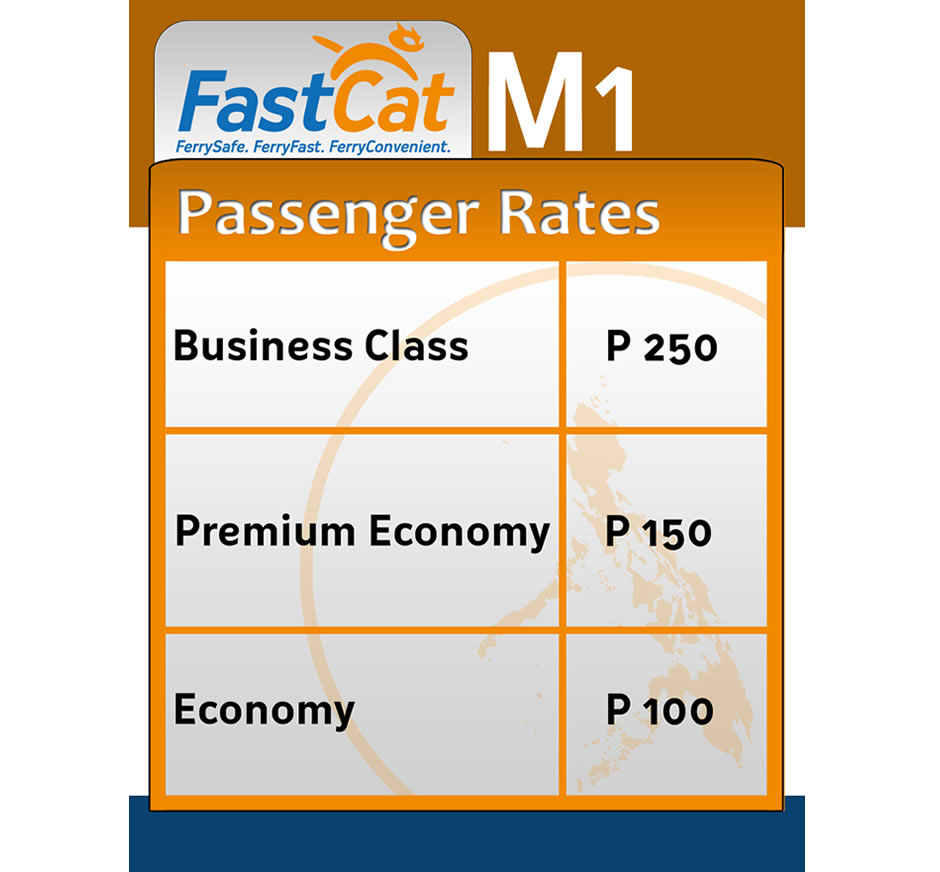 FastCat
FerrySafe. FerryFast. FerryConvenient.
M1
Passenger Rates
Business Class P 250
Premium Economy P 150
Economy P 100